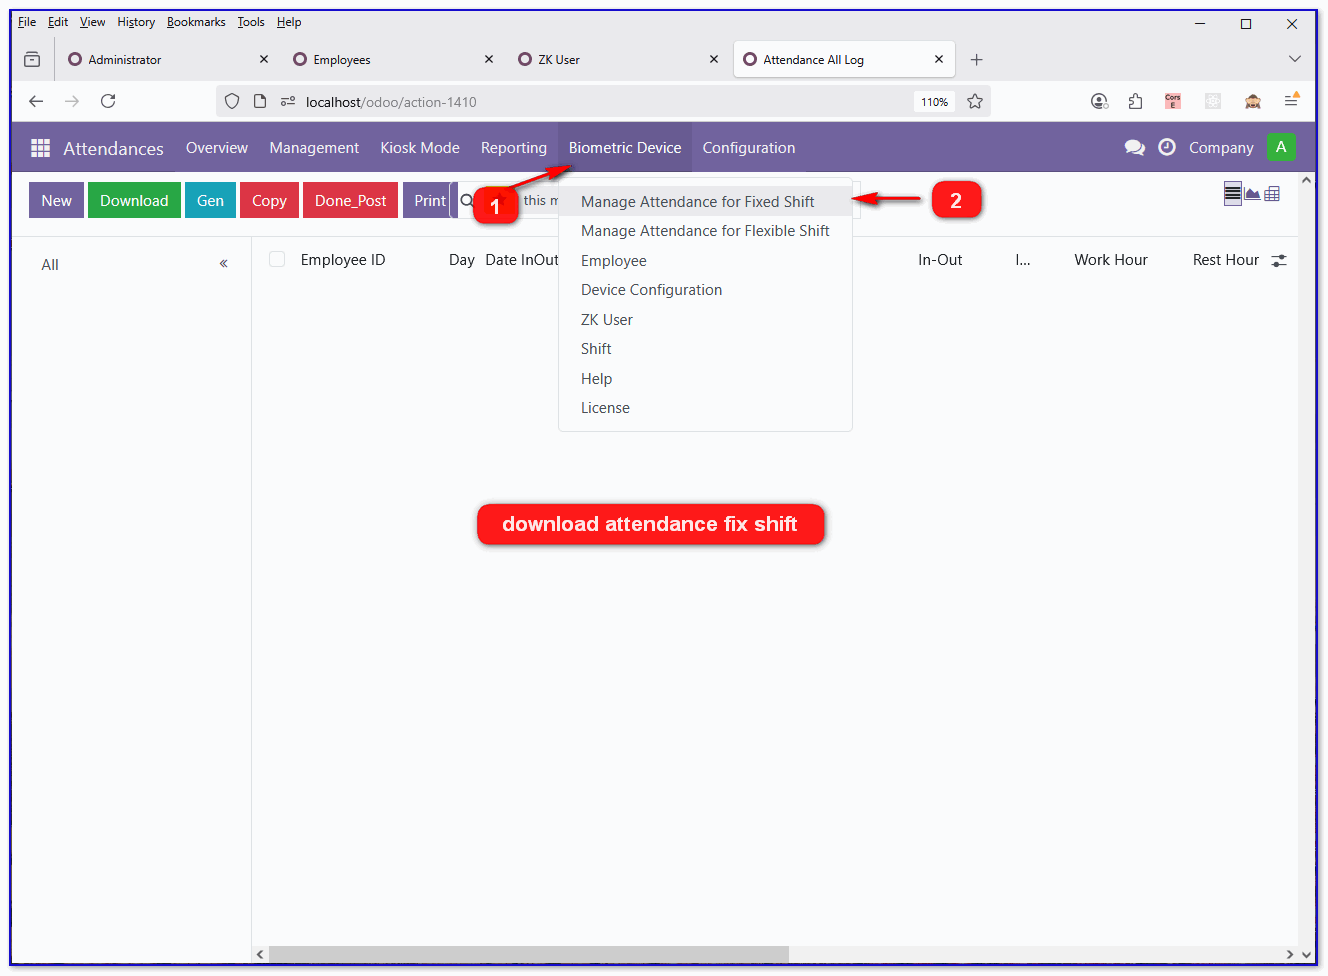 File Edit View History Bookmarks Tools Help
Administrator Employees ZK User Attendance All Log
localhost/odoo/action-1410 110%
Cors E
Attendances Overview Management Kiosk Mode Reporting Biometric Device Configuration Company A
New Download Gen Copy Done_Post Print 1 this m 2
Manage Attendance for Fixed Shift
Manage Attendance for Flexible Shift
Employee
Device Configuration
ZK User
Shift
Help
License
All
Employee ID Day Date InOut In-Out I... Work Hour Rest Hour
download attendance fix shift